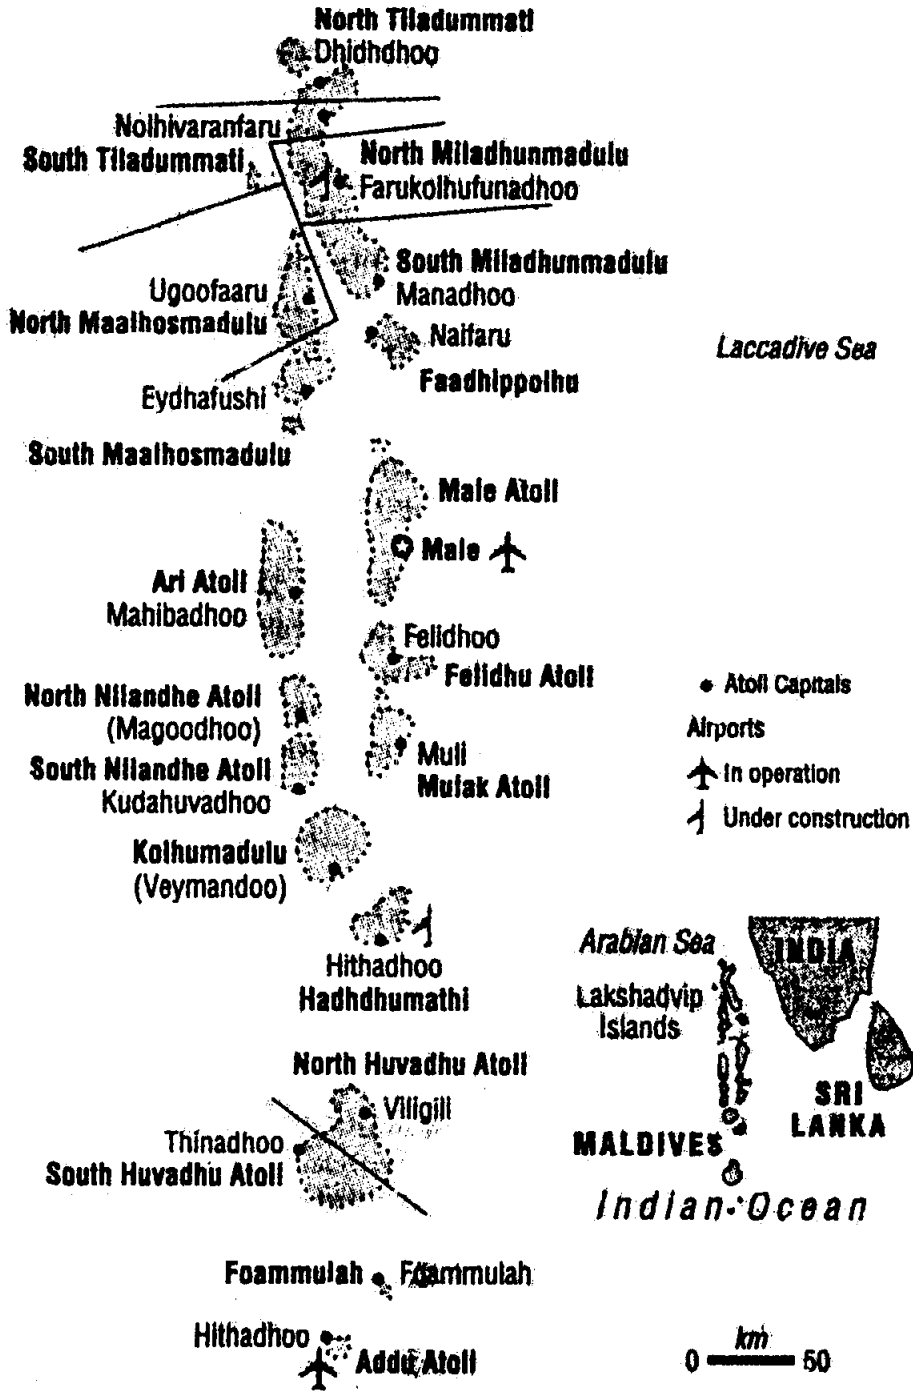 North Tiladummati
Dhidhdhoo
Nolhivaranfaru
South Tiladummati
North Miladhunmadulu
Farukolhufunadhoo
South Miladhunmadulu
Manadhoo
Ugoofaaru
North Maalhosmadulu
Naifaru
Faadhippolhu
Laccadive Sea
Eydhafushi
South Maalhosmadulu
Male Atoll
Male
Ari Atoll
Mahibadhoo
Felidhoo
Felidhu Atoll
North Nilandhe Atoll
(Magoodhoo)
South Nilandhe Atoll
Kudahuvadhoo
Muli
Mulak Atoll
Atoll Capitals
Airports
In operation
Under construction
Kolhumadulu
(Veymandoo)
Hithadhoo
Hadhdhumathi
Arabian Sea
INDIA
Lakshadvip
Islands
SRI
LANKA
MALDIVES
Indian Ocean
North Huvadhu Atoll
Viligili
Thinadhoo
South Huvadhu Atoll
Foammulah Foammulah
Hithadhoo
Addu Atoll
km
0 50